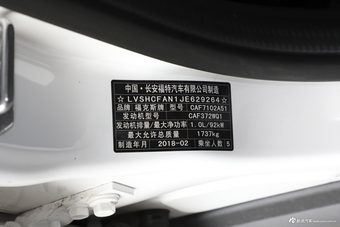 中国·长安福特汽车有限公司制造
☆LVSHCFAN1JE629264☆
品牌 福克斯牌 型号 CAF7102A51
发动机型号 CAF372WQ1
发动机排量/最大净功率 1.0L/92kW
最大允许总质量 1737kg
制造年月 2018-02 乘坐人数 5